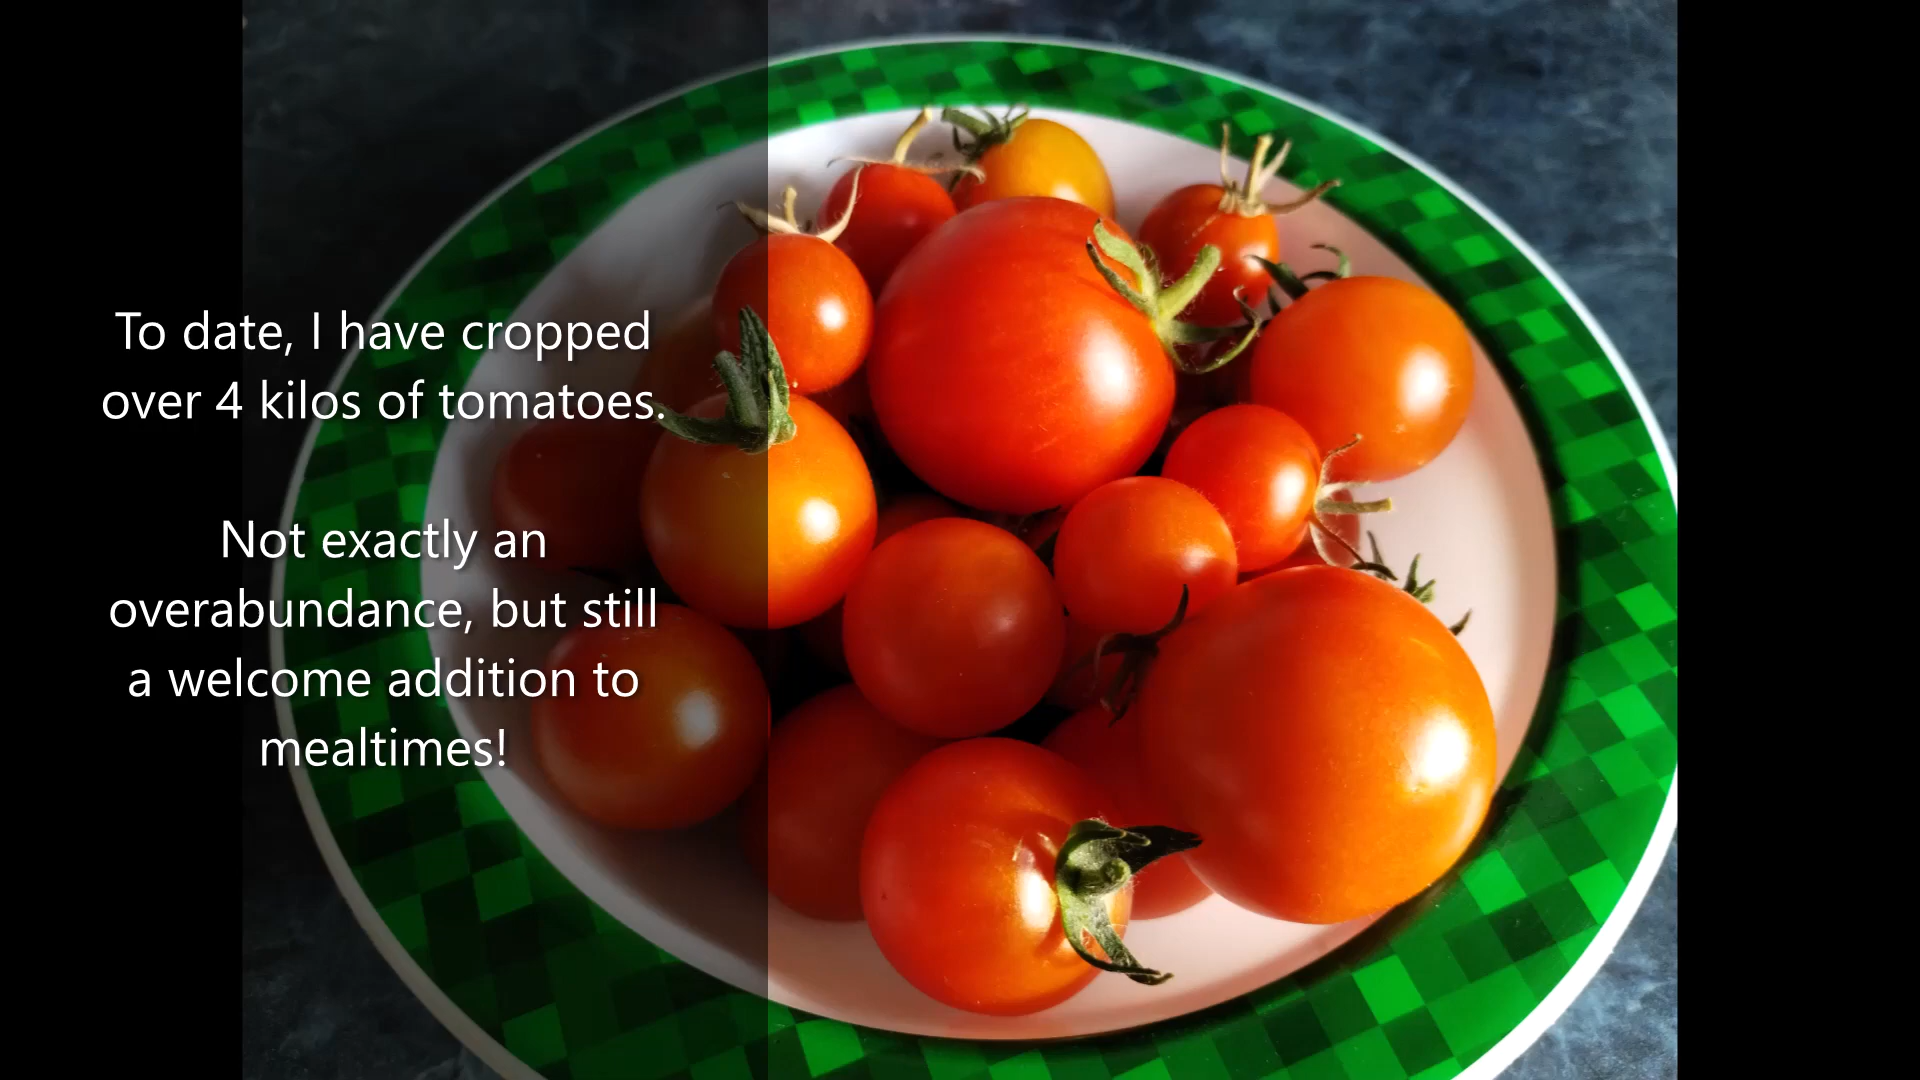 To date, I have cropped
over 4 kilos of tomatoes.
Not exactly an
overabundance, but still
a welcome addition to
mealtimes!